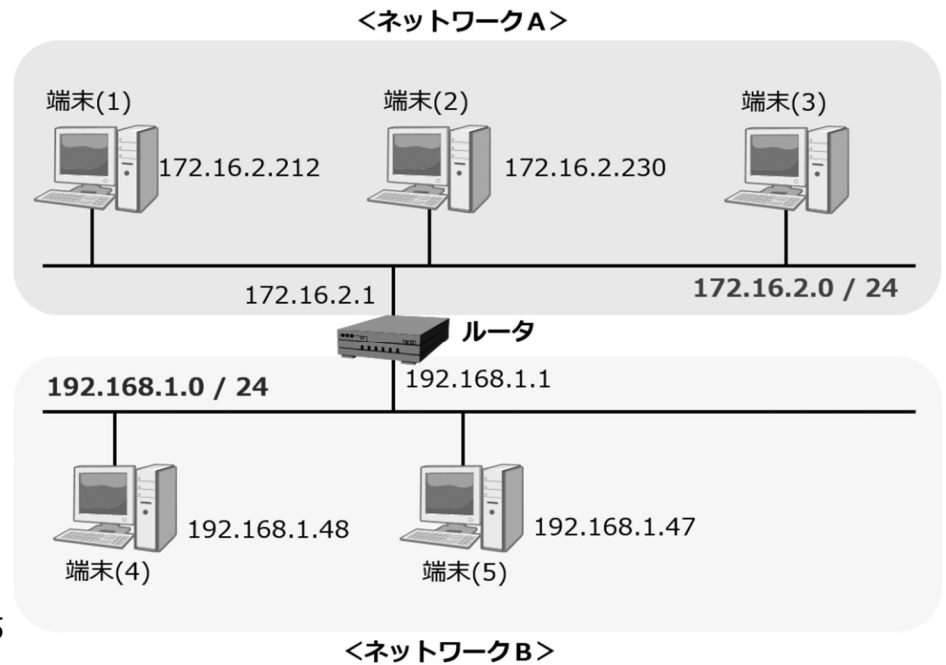 <ネットワークA>
端末(1)
端末(2)
端末(3)
172.16.2.212
172.16.2.230
172.16.2.1
172.16.2.0 / 24
ルータ
192.168.1.0 / 24
192.168.1.1
192.168.1.48
192.168.1.47
端末(4)
端末(5)
<ネットワークB>